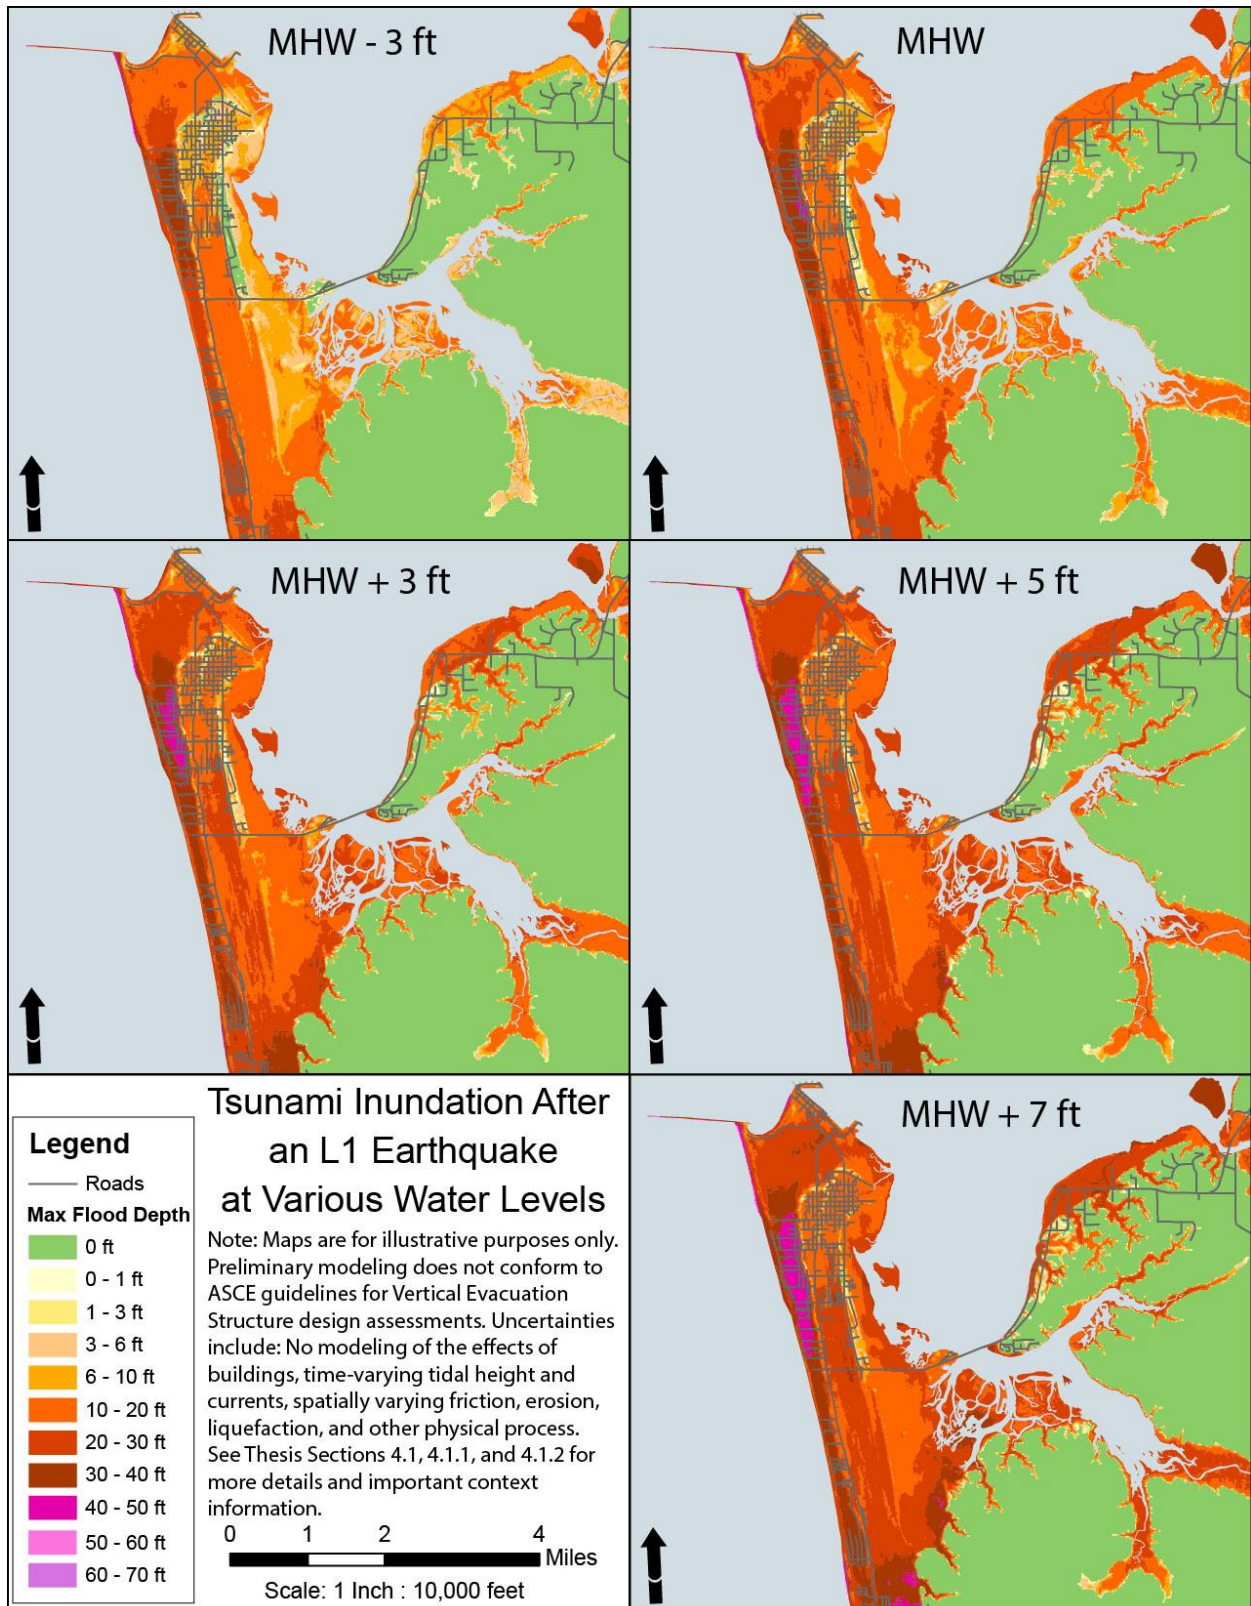 MHW - 3 ft
MHW
MHW + 3 ft
MHW + 5 ft
Legend
Roads
Max Flood Depth
0 ft
0 - 1 ft
1 - 3 ft
3 - 6 ft
6 - 10 ft
10 - 20 ft
20 - 30 ft
30 - 40 ft
40 - 50 ft
50 - 60 ft
60 - 70 ft
Tsunami Inundation After
an L1 Earthquake
at Various Water Levels
Note: Maps are for illustrative purposes only.
Preliminary modeling does not conform to
ASCE guidelines for Vertical Evacuation
Structure design assessments. Uncertainties
include: No modeling of the effects of
buildings, time-varying tidal height and
currents, spatially varying friction, erosion,
liquefaction, and other physical process.
See Thesis Sections 4.1, 4.1.1, and 4.1.2 for
more details and important context
information.
0 1 2 4
Miles
Scale: 1 Inch : 10,000 feet
MHW + 7 ft